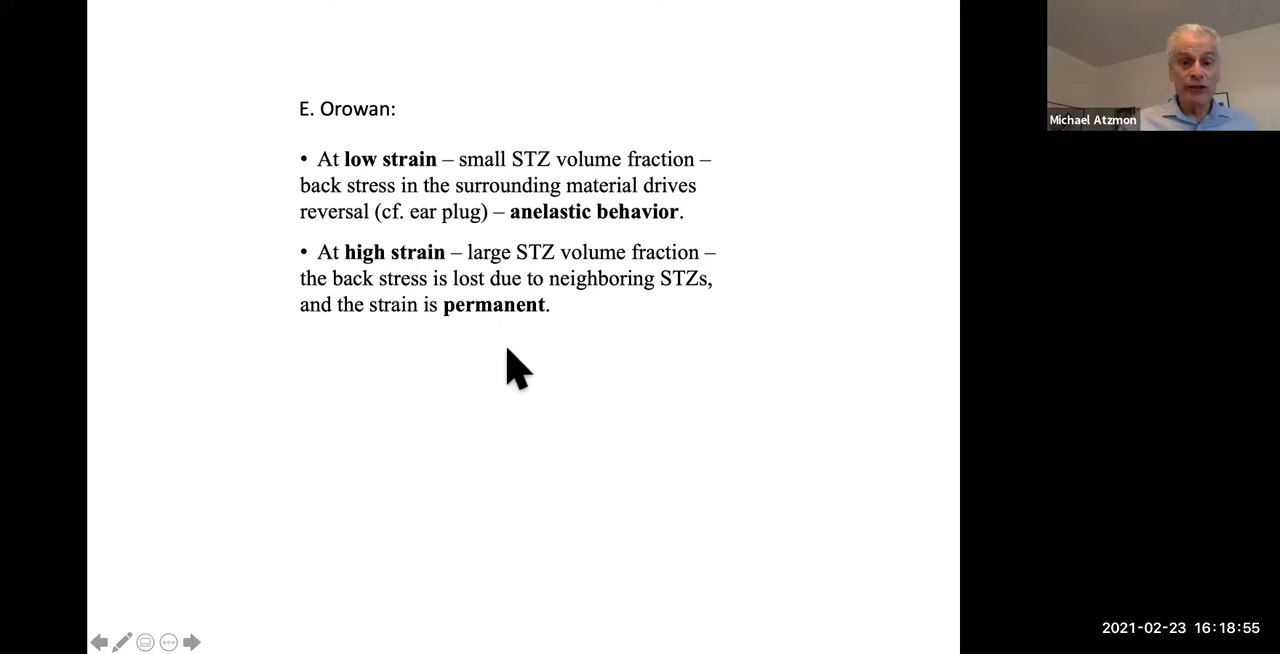 E. Orowan:
• At low strain – small STZ volume fraction –
back stress in the surrounding material drives
reversal (cf. ear plug) – anelastic behavior.
• At high strain – large STZ volume fraction –
the back stress is lost due to neighboring STZs,
and the strain is permanent.
Michael Atzmon
2021-02-23 16:18:55